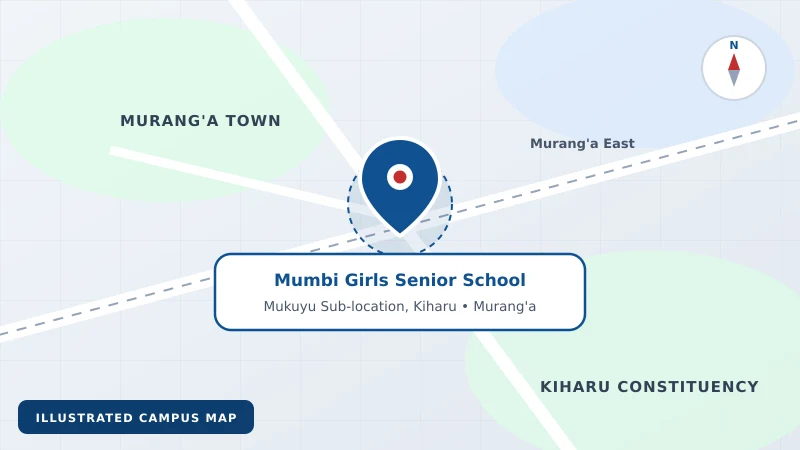 N
MURANG'A TOWN
Murang'a East
Mumbi Girls Senior School
Mukuyu Sub-location, Kiharu • Murang'a
KIHARU CONSTITUENCY
ILLUSTRATED CAMPUS MAP